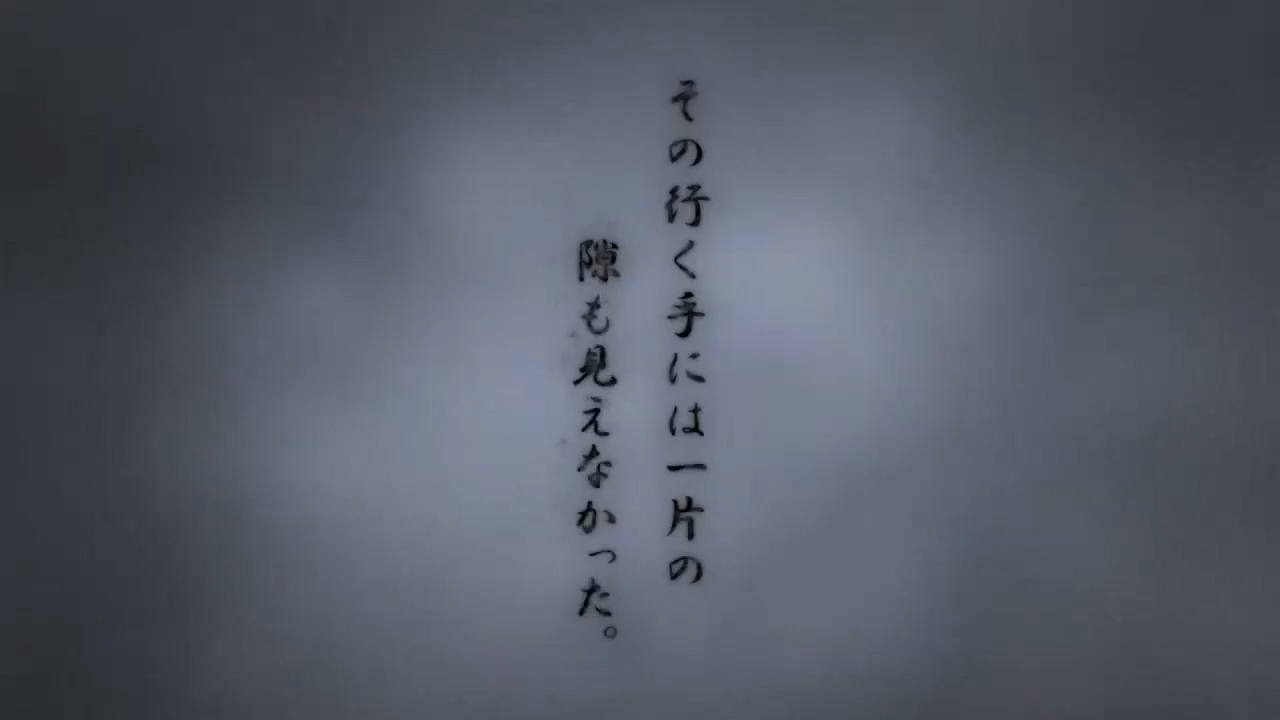 その行く手には一片の
隙も見えなかった。